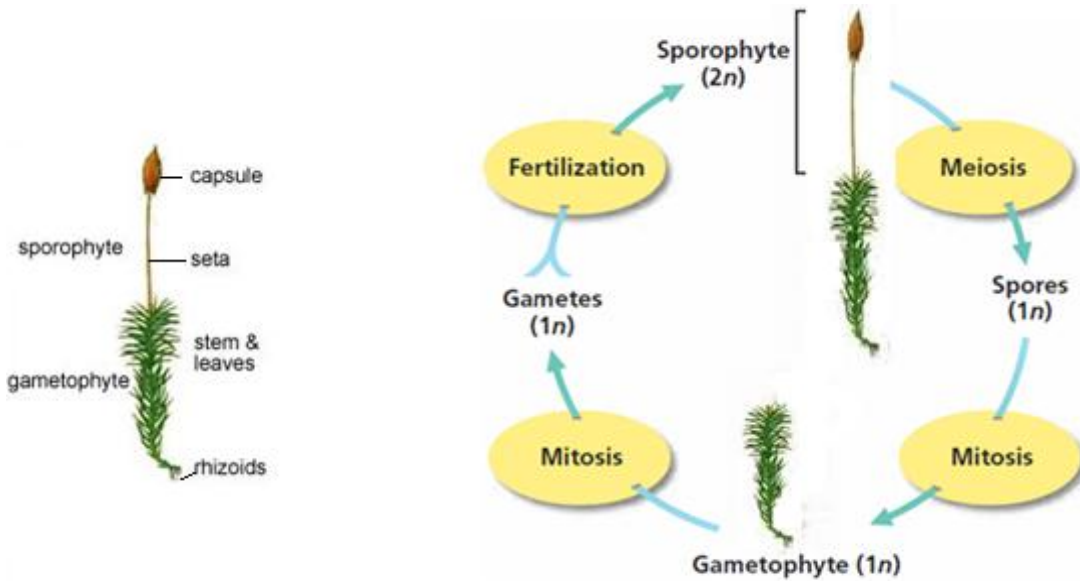 capsule
sporophyte
seta
stem &
leaves
gametophyte
rhizoids
Sporophyte
(2n)
Fertilization
Meiosis
Gametes
(1n)
Spores
(1n)
Mitosis
Mitosis
Gametophyte (1n)